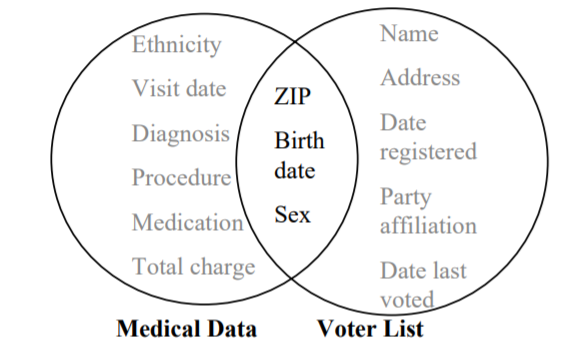 Ethnicity
Visit date
Diagnosis
Procedure
Medication
Total charge
ZIP
Birth
date
Sex
Name
Address
Date
registered
Party
affiliation
Date last
voted
Medical Data
Voter List